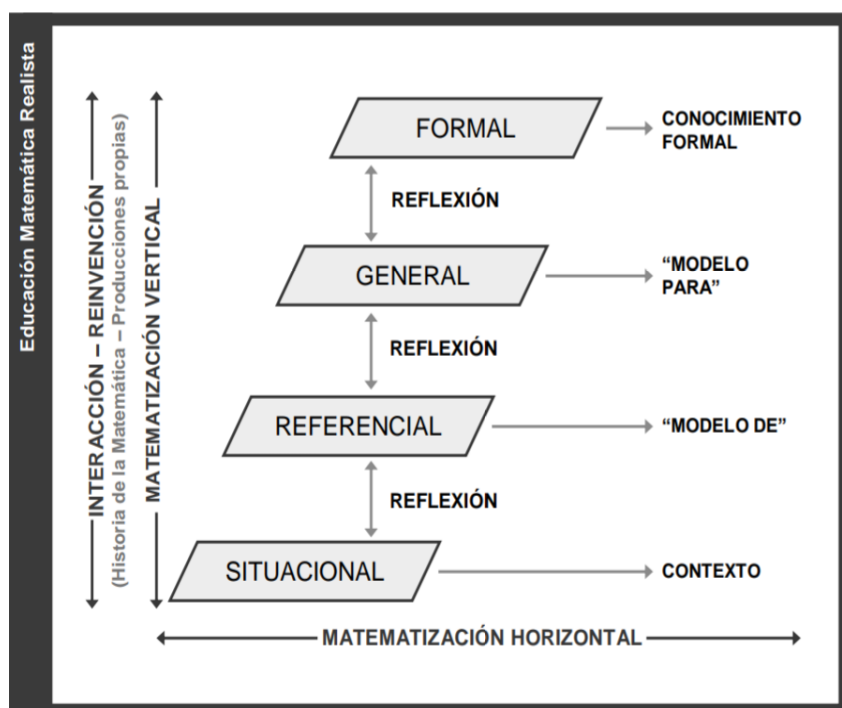 Educación Matemática Realista
INTERACCIÓN – REINVENCIÓN
(Historia de la Matemática – Producciones propias)
MATEMATIZACIÓN VERTICAL
FORMAL
CONOCIMIENTO
FORMAL
REFLEXIÓN
GENERAL
“MODELO
PARA”
REFLEXIÓN
REFERENCIAL
“MODELO DE”
REFLEXIÓN
SITUACIONAL
CONTEXTO
MATEMATIZACIÓN HORIZONTAL